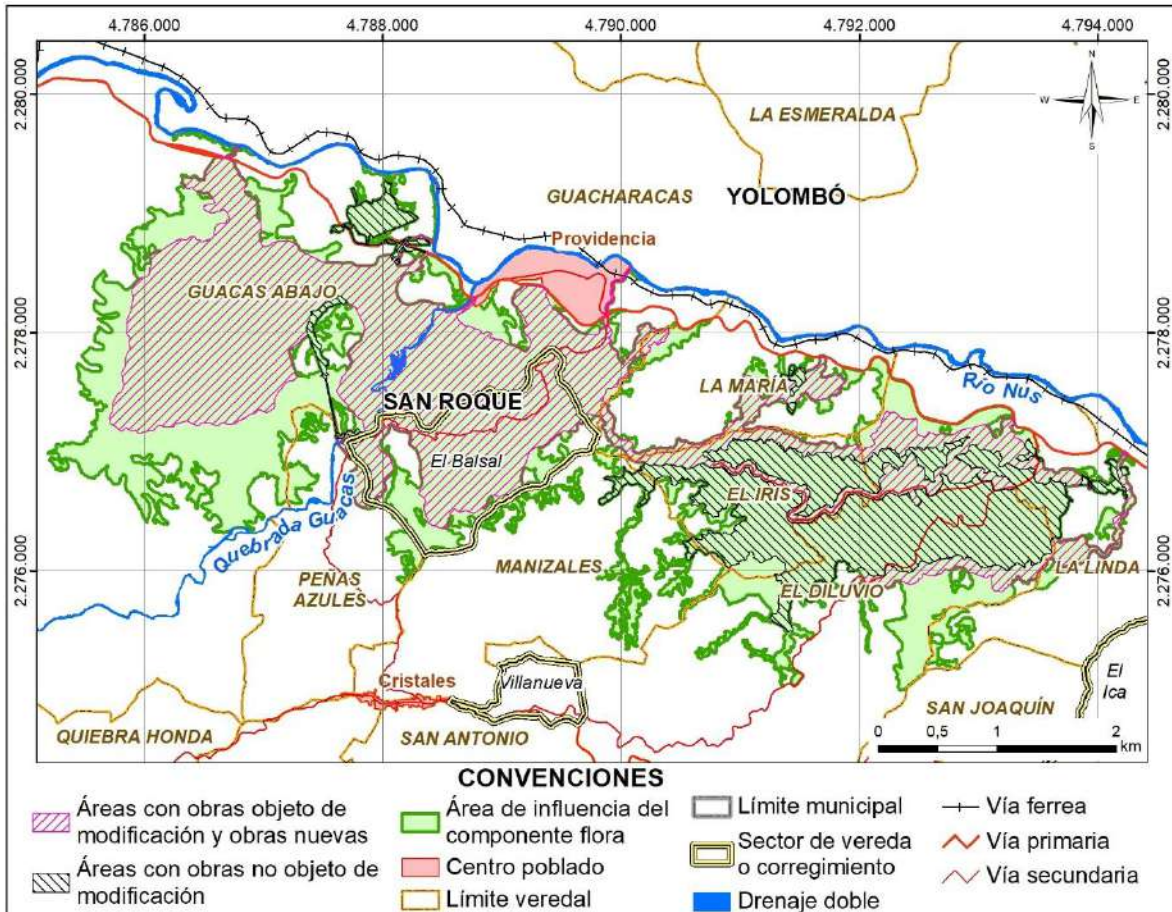 4.786.000
4.788.000
4.790.000
4.792.000
4.794.000
2.280.000
2.280.000
N
W
E
S
LA ESMERALDA
GUACHARACAS
YOLOMBÓ
Providencia
GUACAS ABAJO
2.278.000
2.278.000
LA MARÍA
Río Nus
SAN ROQUE
El Balsal
EL IRIS
Quebrada Guacas
2.276.000
2.276.000
MANIZALES
LA LINDA
PEÑAS
AZULES
EL DILUVIO
Cristales
Villanueva
El
Ica
SAN JOAQUÍN
QUIEBRA HONDA
SAN ANTONIO
0
0,5
1
2
km
CONVENCIONES
Áreas con obras objeto de
modificación y obras nuevas
Áreas con obras no objeto de
modificación
Área de influencia del
componente flora
Centro poblado
Límite veredal
Límite municipal
Sector de vereda
o corregimiento
Drenaje doble
Vía ferrea
Vía primaria
Vía secundaria